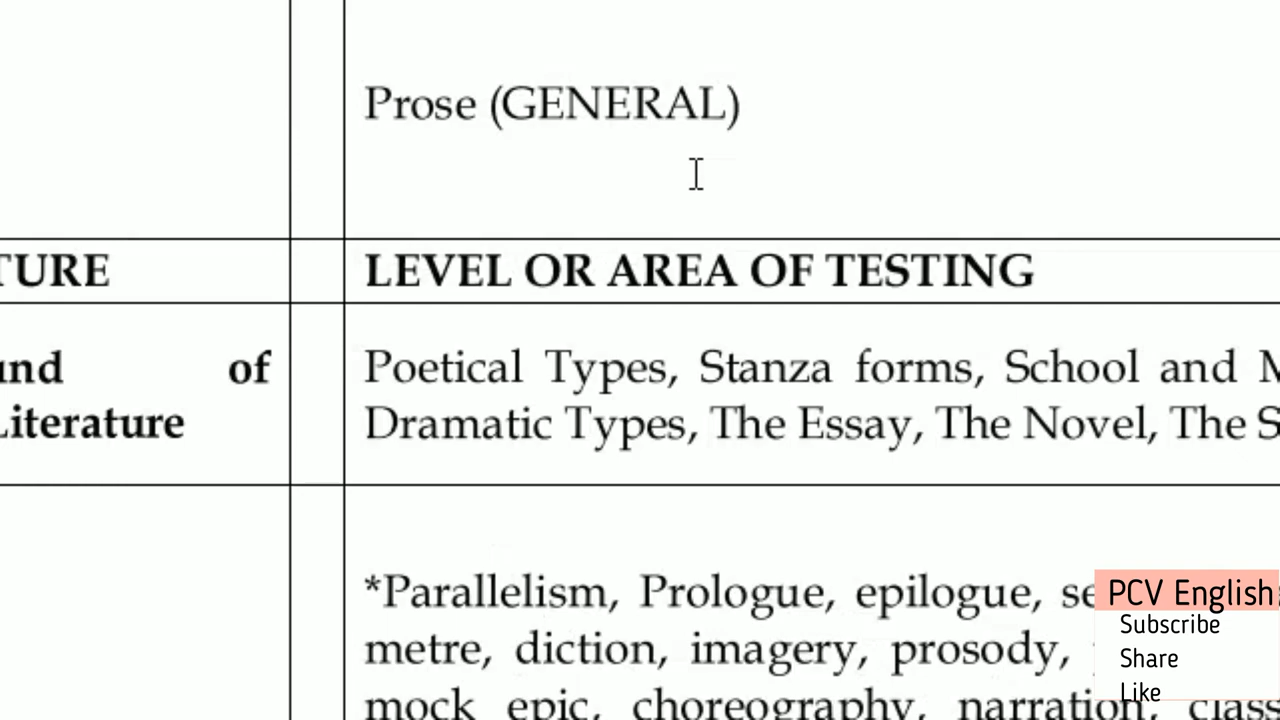 Prose (GENERAL)
TURE
LEVEL OR AREA OF TESTING
of
Literature
Poetical Types, Stanza forms, School and
Dramatic Types, The Essay, The Novel, The
*Parallelism, Prologue, epilogue,
metre, diction, imagery, prosody,
mock epic, choreography, narration,
PCV English
Subscribe
Share
Like